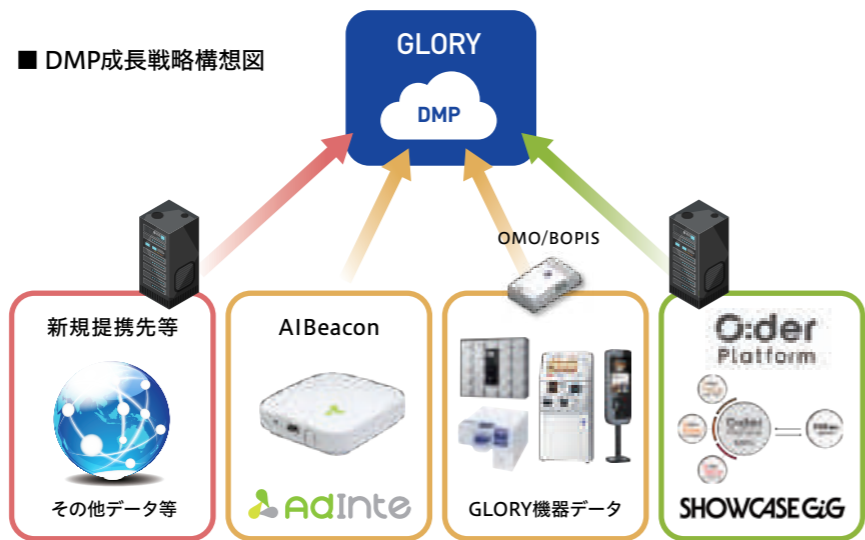 ■ DMP成長戦略構想図
GLORY
DMP
OMO/BOPIS
新規提携先等
その他データ等
AIBeacon
AdInte
GLORY機器データ
O:der
Platform
O:der
SHOWCASE GiG